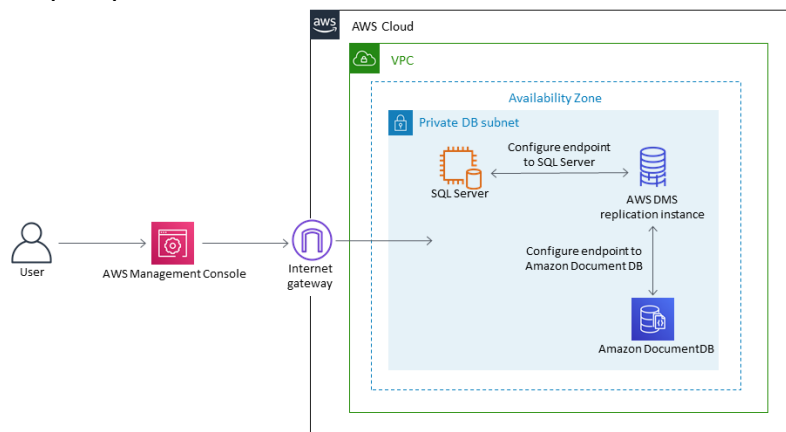 aws
AWS Cloud
VPC
Availability Zone
Private DB subnet
Configure endpoint
to SQL Server
SQL Server
AWS DMS
replication instance
User
AWS Management Console
Internet
gateway
Configure endpoint to
Amazon Document DB
Amazon DocumentDB